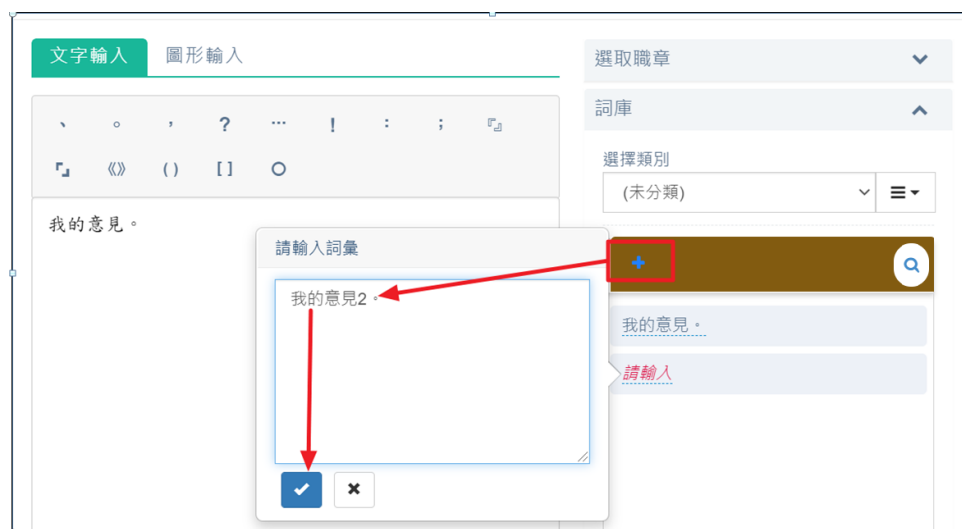 文字輸入
圖形輸入
、 。 ， ? … ! : ; 『』
「」 《》 ( ) [ ] ○
我的意見。
請輸入詞彙
我的意見2。
選取職章
詞庫
選擇類別
(未分類)
我的意見。
請輸入